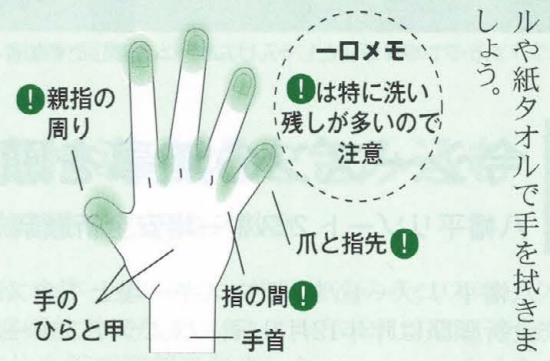 ルや紙タオルで手を拭きま
しょう。
一口メモ
!は特に洗い
残しが多いので
注意
!親指の
周り
爪と指先!
指の間!
手首
手の
ひらと甲